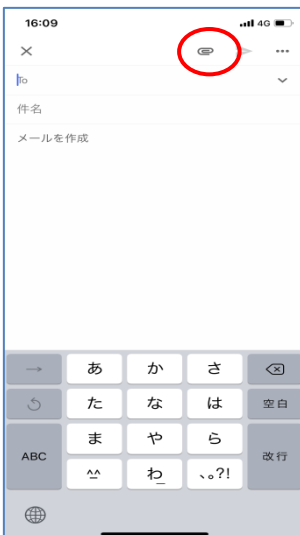 16:09 4G
To
件名
メールを作成
→ あ か さ
た な は 空白
ABC ま や ら 改行
^^ わ_ 、。?!